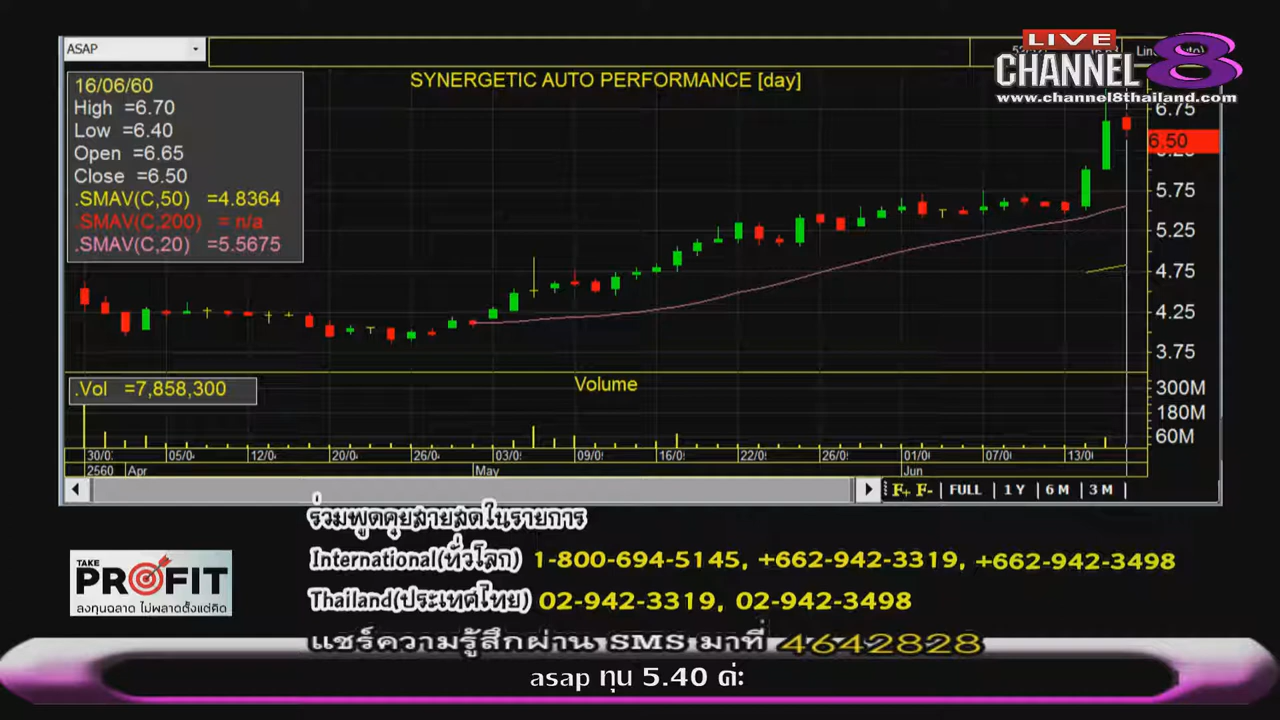 ASAP
LIVE
CHANNEL 8
www.channel8thailand.com
SYNERGETIC AUTO PERFORMANCE [day]
16/06/60
High =6.70
Low =6.40
Open =6.65
Close =6.50
.SMAV(C,50) =4.8364
.SMAV(C,200) = n/a
.SMAV(C,20) =5.5675
6.75
6.50
5.75
5.25
4.75
4.25
3.75
.Vol =7,858,300
Volume
300M
180M
60M
30/0 05/0 12/0 20/0 26/0 03/0 09/0 16/0 22/0 26/0 01/0 07/0 13/0
2560 Apr May Jun
F+ F- FULL 1 Y 6 M 3 M
ร่วมพูดคุยสายสดในรายการ
International(ทั่วโลก) 1-800-694-5145, +662-942-3319, +662-942-3498
TAKE PROFIT
ลงทุนฉลาด ไม่พลาดตั้งแต่คิด
Thailand(ประเทศไทย) 02-942-3319, 02-942-3498
แชร์ความรู้สึกผ่าน SMS มาที่ 4642828
asap ทุน 5.40 ค่ะ